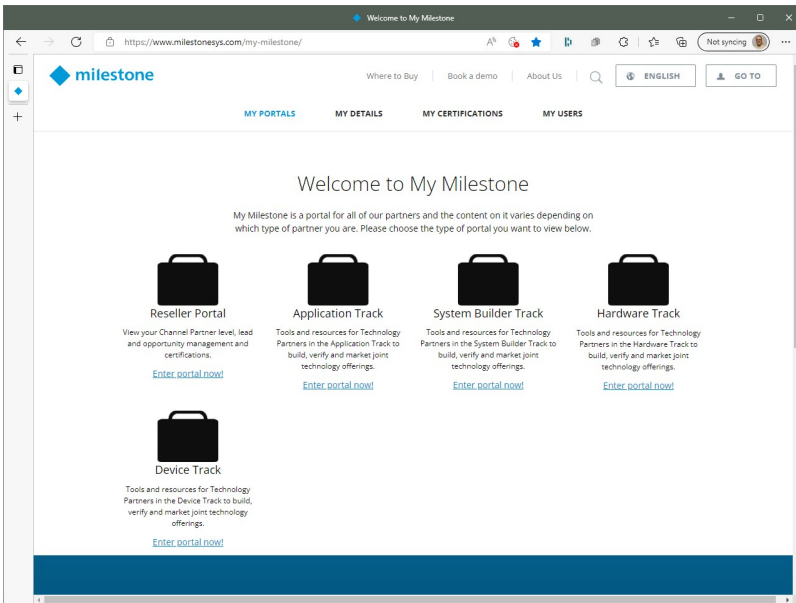 Welcome to My Milestone
https://www.milestonesys.com/my-milestone/
Not syncing
milestone
Where to Buy
Book a demo
About Us
ENGLISH
GO TO
MY PORTALS
MY DETAILS
MY CERTIFICATIONS
MY USERS
Welcome to My Milestone
My Milestone is a portal for all of our partners and the content on it varies depending on
which type of partner you are. Please choose the type of portal you want to view below.
Reseller Portal
View your Channel Partner level, lead
and opportunity management and
certifications.
Enter portal now!
Application Track
Tools and resources for Technology
Partners in the Application Track to
build, verify and market joint
technology offerings.
Enter portal now!
System Builder Track
Tools and resources for Technology
Partners in the System Builder Track to
build, verify and market joint
technology offerings.
Enter portal now!
Hardware Track
Tools and resources for Technology
Partners in the Hardware Track to
build, verify and market joint
technology offerings.
Enter portal now!
Device Track
Tools and resources for Technology
Partners in the Device Track to build,
verify and market joint technology
offerings.
Enter portal now!